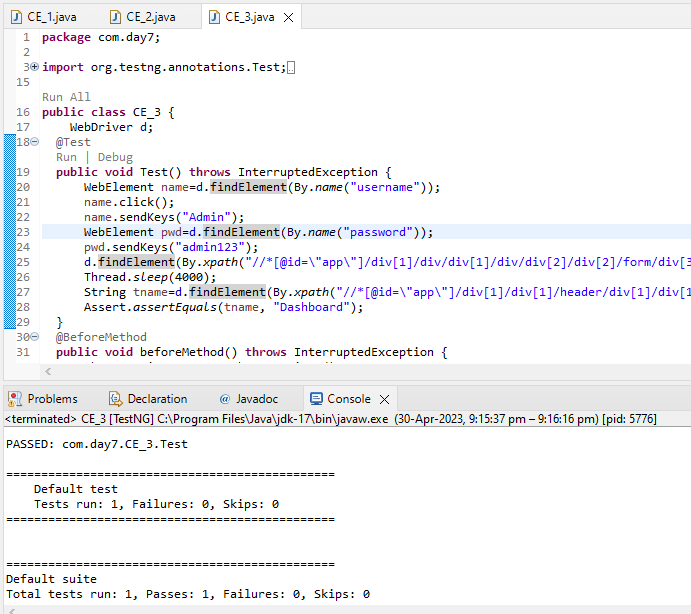 CE_1.java CE_2.java CE_3.java
1 package com.day7;
2
3 import org.testng.annotations.Test;
15
Run All
16 public class CE_3 {
17 WebDriver d;
18 @Test
Run | Debug
19 public void Test() throws InterruptedException {
20 WebElement name=d.findElement(By.name("username"));
21 name.click();
22 name.sendKeys("Admin");
23 WebElement pwd=d.findElement(By.name("password"));
24 pwd.sendKeys("admin123");
25 d.findElement(By.xpath("//*[@id=\"app\"]/div[1]/div/div[1]/div/div[2]/div[2]/form/div[3
26 Thread.sleep(4000);
27 String tname=d.findElement(By.xpath("//*[@id=\"app\"]/div[1]/div[1]/header/div[1]/div[1
28 Assert.assertEquals(tname, "Dashboard");
29 }
30 @BeforeMethod
31 public void beforeMethod() throws InterruptedException {
Problems Declaration @ Javadoc Console
<terminated> CE_3 [TestNG] C:\Program Files\Java\jdk-17\bin\javaw.exe (30-Apr-2023, 9:15:37 pm – 9:16:16 pm) [pid: 5776]
PASSED: com.day7.CE_3.Test
===============================================
Default test
Tests run: 1, Failures: 0, Skips: 0
===============================================
===============================================
Default suite
Total tests run: 1, Passes: 1, Failures: 0, Skips: 0